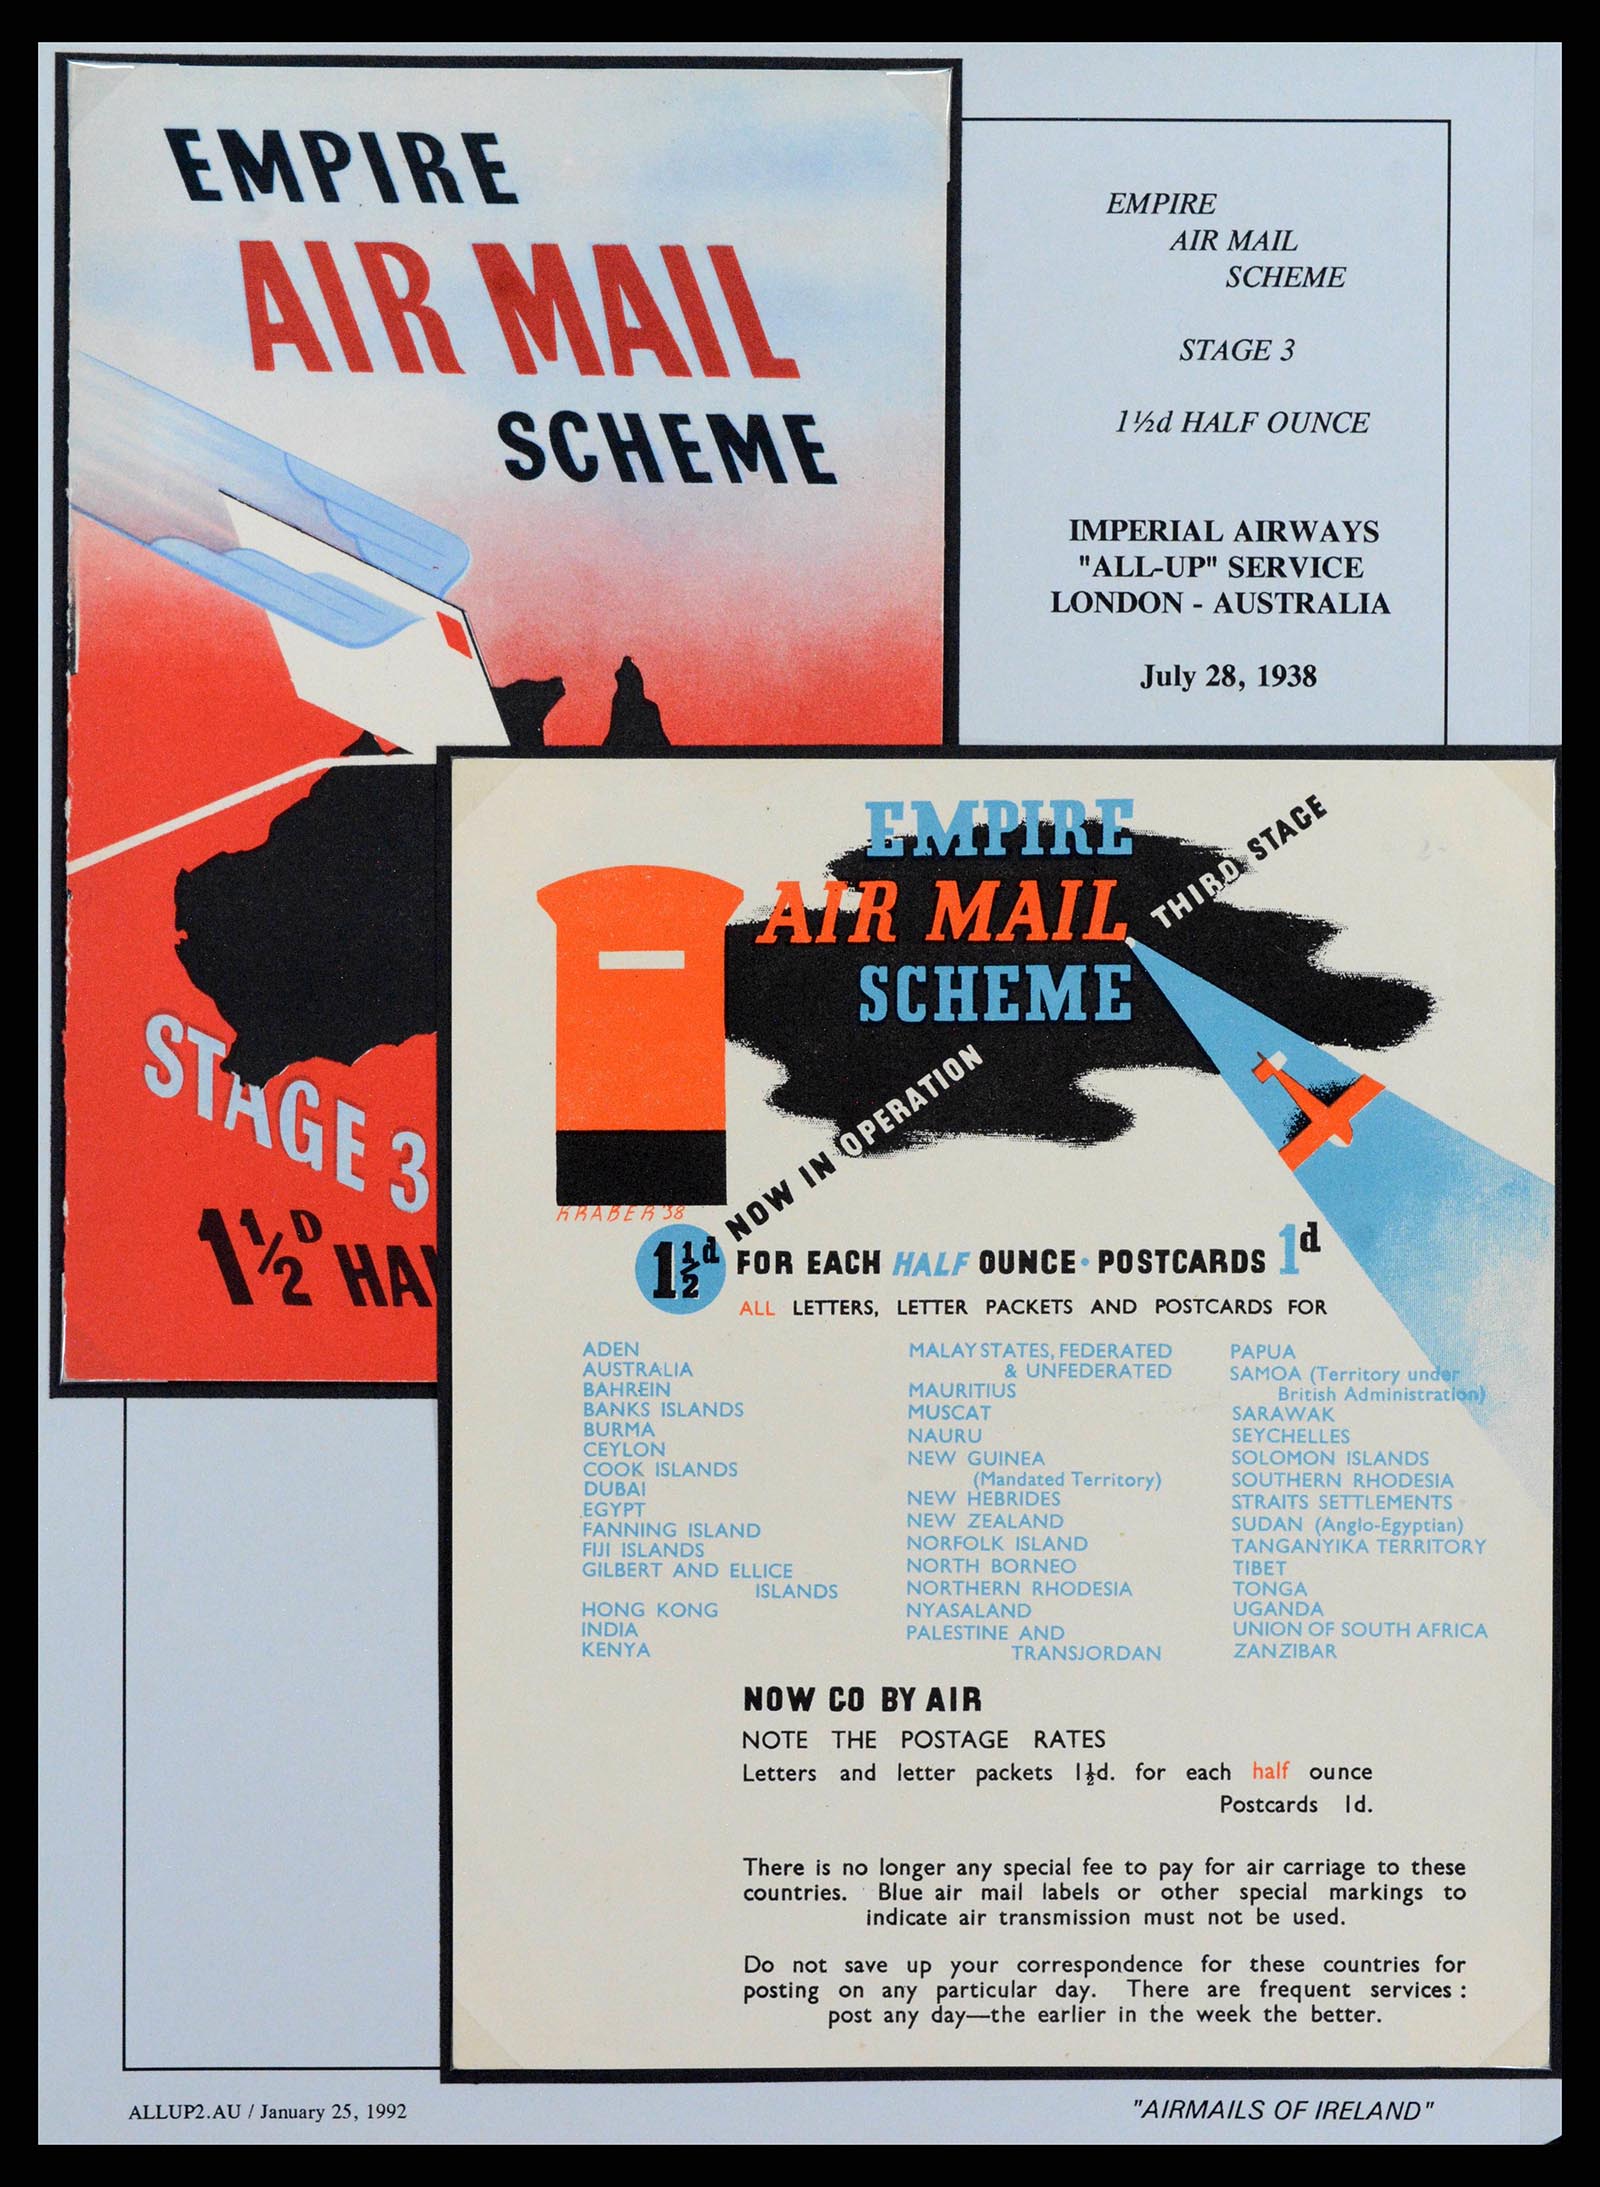 EMPIRE
AIR MAIL
SCHEME
STAGE 3
1½D
EMPIRE
AIR MAIL
SCHEME
STAGE 3
1½d HALF OUNCE
IMPERIAL AIRWAYS
"ALL-UP" SERVICE
LONDON - AUSTRALIA
July 28, 1938
EMPIRE
AIR MAIL
SCHEME
THIRD STAGE
NOW IN OPERATION
KRABER '38
1½d FOR EACH HALF OUNCE · POSTCARDS 1d
ALL LETTERS, LETTER PACKETS AND POSTCARDS FOR
ADEN
AUSTRALIA
BAHREIN
BANKS ISLANDS
BURMA
CEYLON
COOK ISLANDS
DUBAI
EGYPT
FANNING ISLAND
FIJI ISLANDS
GILBERT AND ELLICE
ISLANDS
HONG KONG
INDIA
KENYA
MALAY STATES, FEDERATED
& UNFEDERATED
MAURITIUS
MUSCAT
NAURU
NEW GUINEA
(Mandated Territory)
NEW HEBRIDES
NEW ZEALAND
NORFOLK ISLAND
NORTH BORNEO
NORTHERN RHODESIA
NYASALAND
PALESTINE AND
TRANSJORDAN
PAPUA
SAMOA (Territory under
British Administration)
SARAWAK
SEYCHELLES
SOLOMON ISLANDS
SOUTHERN RHODESIA
STRAITS SETTLEMENTS
SUDAN (Anglo-Egyptian)
TANGANYIKA TERRITORY
TIBET
TONGA
UGANDA
UNION OF SOUTH AFRICA
ZANZIBAR
NOW GO BY AIR
NOTE THE POSTAGE RATES
Letters and letter packets 1½d. for each half ounce
Postcards 1d.
There is no longer any special fee to pay for air carriage to these
countries. Blue air mail labels or other special markings to
indicate air transmission must not be used.
Do not save up your correspondence for these countries for
posting on any particular day. There are frequent services :
post any day—the earlier in the week the better.
ALLUP2.AU / January 25, 1992
"AIRMAILS OF IRELAND"